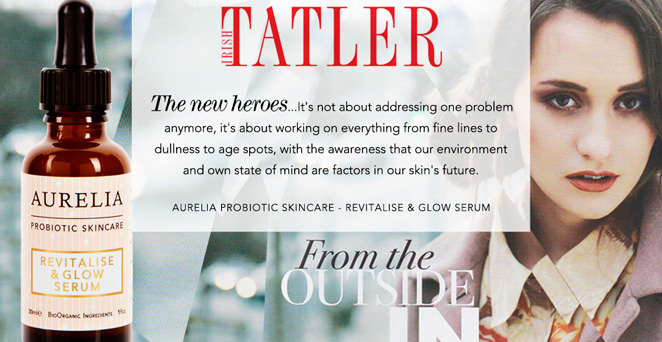 IRISH TATLER
The new heroes...It's not about addressing one problem
anymore, it's about working on everything from fine lines to
dullness to age spots, with the awareness that our environment
and own state of mind are factors in our skin's future.
AURELIA PROBIOTIC SKINCARE - REVITALISE & GLOW SERUM
AURELIA
PROBIOTIC SKINCARE
REVITALISE
& GLOW
SERUM
30ml℮ BIOORGANIC INGREDIENTS
From the
OUTSIDE
IN